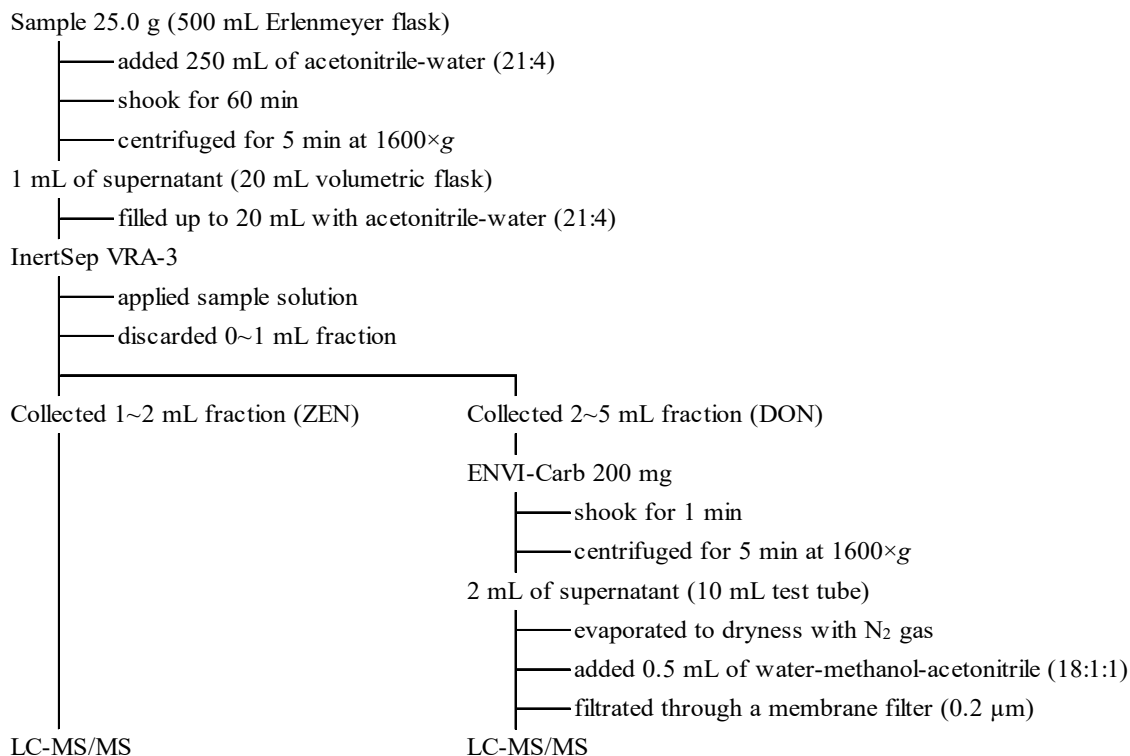 Sample 25.0 g (500 mL Erlenmeyer flask)
added 250 mL of acetonitrile-water (21:4)
shook for 60 min
centrifuged for 5 min at 1600×g
1 mL of supernatant (20 mL volumetric flask)
filled up to 20 mL with acetonitrile-water (21:4)
InertSep VRA-3
applied sample solution
discarded 0~1 mL fraction
Collected 1~2 mL fraction (ZEN)
Collected 2~5 mL fraction (DON)
ENVI-Carb 200 mg
shook for 1 min
centrifuged for 5 min at 1600×g
2 mL of supernatant (10 mL test tube)
evaporated to dryness with N₂ gas
added 0.5 mL of water-methanol-acetonitrile (18:1:1)
filtrated through a membrane filter (0.2 µm)
LC-MS/MS
LC-MS/MS